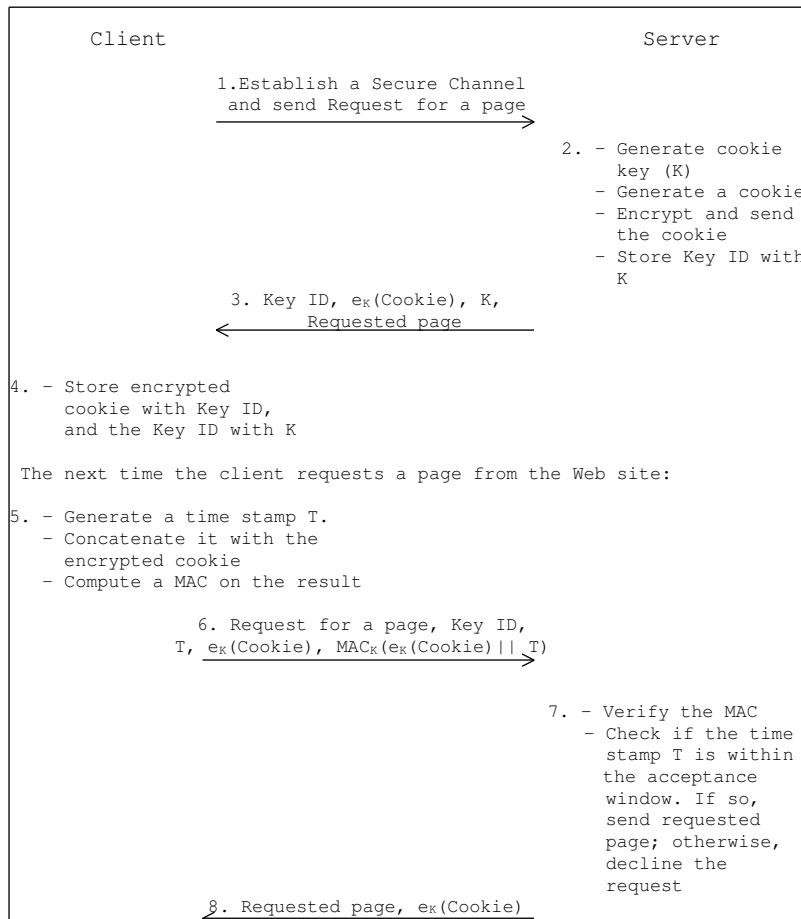 Client
Server
1.Establish a Secure Channel
and send Request for a page
2. – Generate cookie
key (K)
– Generate a cookie
– Encrypt and send
the cookie
– Store Key ID with
K
3. Key ID, eK(Cookie), K,
Requested page
4. – Store encrypted
cookie with Key ID,
and the Key ID with K
The next time the client requests a page from the Web site:
5. – Generate a time stamp T.
– Concatenate it with the
encrypted cookie
– Compute a MAC on the result
6. Request for a page, Key ID,
T, eK(Cookie), MACK(eK(Cookie)|| T)
7. – Verify the MAC
– Check if the time
stamp T is within
the acceptance
window. If so,
send requested
page; otherwise,
decline the
request
8. Requested page, eK(Cookie)